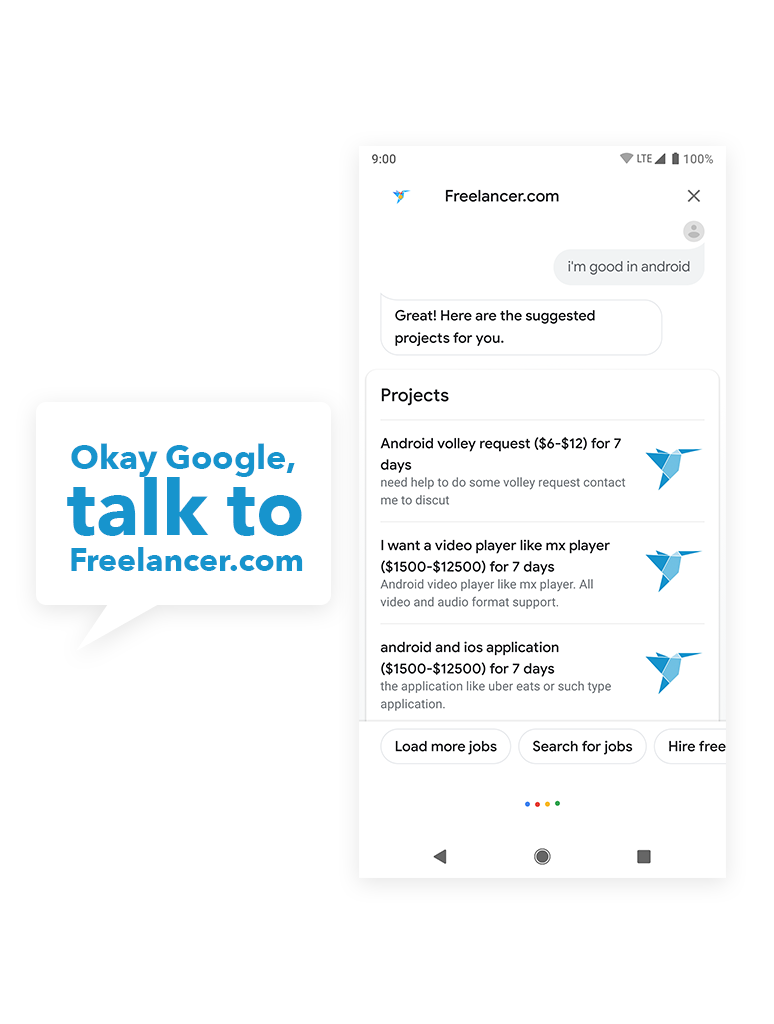 Okay Google,
talk to
Freelancer.com
9:00 LTE 100%
Freelancer.com
i'm good in android
Great! Here are the suggested
projects for you.
Projects
Android volley request ($6-$12) for 7
days
need help to do some volley request contact
me to discut
I want a video player like mx player
($1500-$12500) for 7 days
Android video player like mx player. All
video and audio format support.
android and ios application
($1500-$12500) for 7 days
the application like uber eats or such type
application.
Load more jobs Search for jobs Hire free